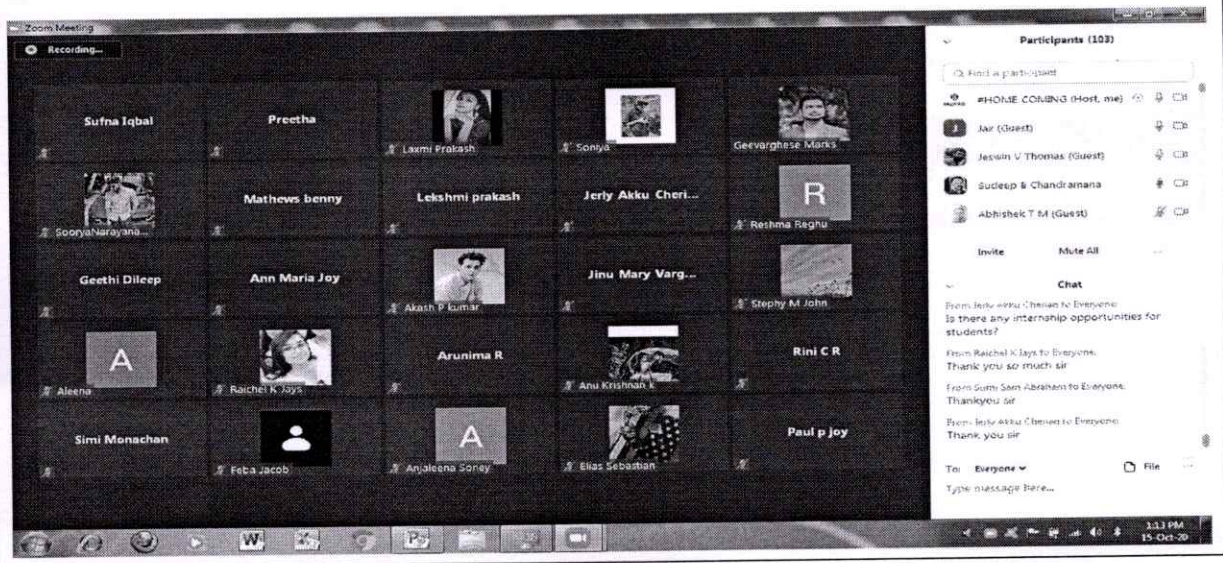 Zoom Meeting
Recording...
Sufna Iqbal
Preetha
Laxmi Prakash
Soniya
Geevarghese Marks
SooryaNarayana...
Mathews benny
Lekshmi prakash
Jerly Akku Cheri...
R
Reshma Reghu
Geethi Dileep
Ann Maria Joy
Akash P kumar
Jinu Mary Varg...
Stephy M John
A
Aleena
Raichel K Jays
Arunima R
Anu Krishnan k
Rini C R
Simi Monachan
Feba Jacob
A
Anjaleena Soney
Elias Sebastian
Paul p joy
Participants (103)
Find a participant
#HOME COMING (Host, me)
J
Jax (Guest)
Jeswin V Thomas (Guest)
Sudeep B Chandramana
Abhishek T M (Guest)
Invite
Mute All
Chat
From Jerly Akku Cherian to Everyone:
Is there any internship opportunities for
students?
From Raichel K Jays to Everyone:
Thank you so much sir
From Sumi Sam Abraham to Everyone:
Thankyou sir
From Jerly Akku Cherian to Everyone:
Thank you sir
To: Everyone
File
Type message here...
W
1:13 PM
15-Oct-20